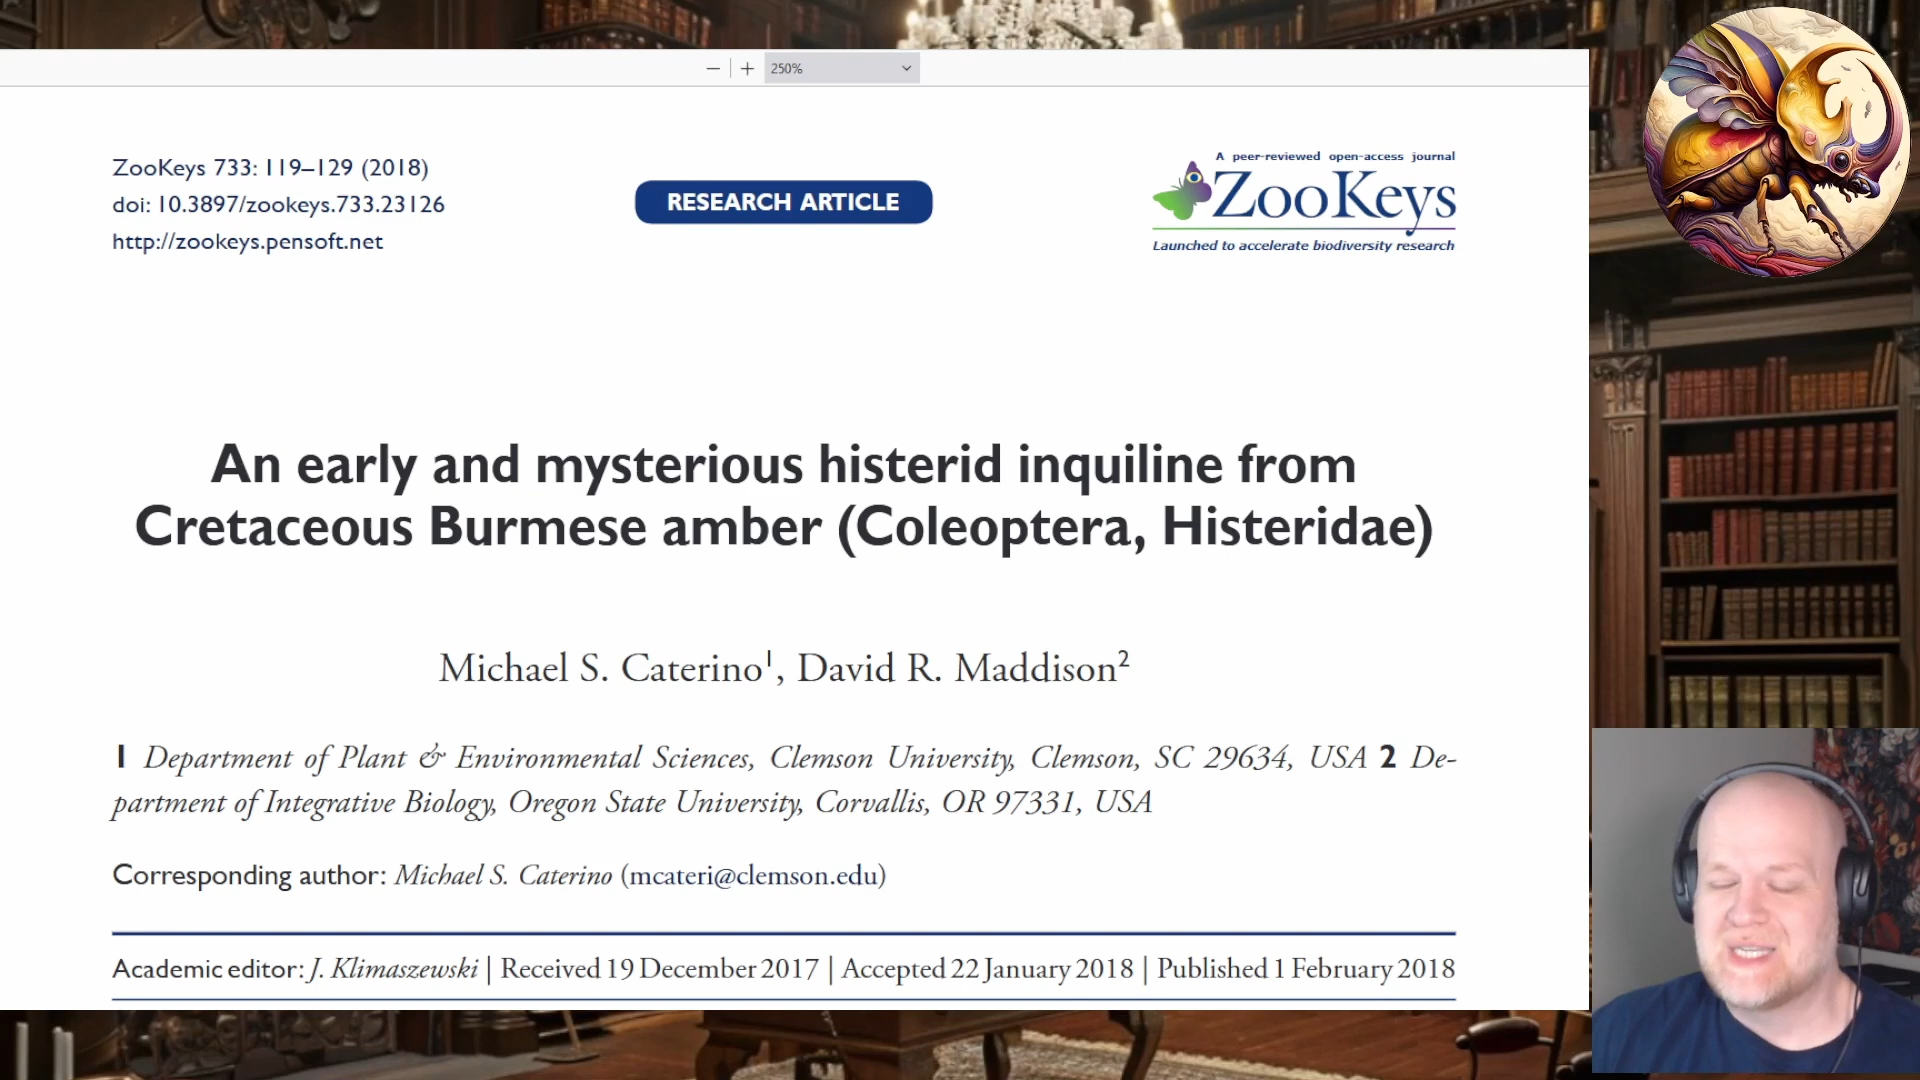 250%
ZooKeys 733: 119–129 (2018)
doi: 10.3897/zookeys.733.23126
http://zookeys.pensoft.net
RESEARCH ARTICLE
A peer-reviewed open-access journal
ZooKeys
Launched to accelerate biodiversity research
An early and mysterious histerid inquiline from
Cretaceous Burmese amber (Coleoptera, Histeridae)
Michael S. Caterino¹, David R. Maddison²
1 Department of Plant & Environmental Sciences, Clemson University, Clemson, SC 29634, USA 2 De-
partment of Integrative Biology, Oregon State University, Corvallis, OR 97331, USA
Corresponding author: Michael S. Caterino (mcateri@clemson.edu)
Academic editor: J. Klimaszewski | Received 19 December 2017 | Accepted 22 January 2018 | Published 1 February 2018